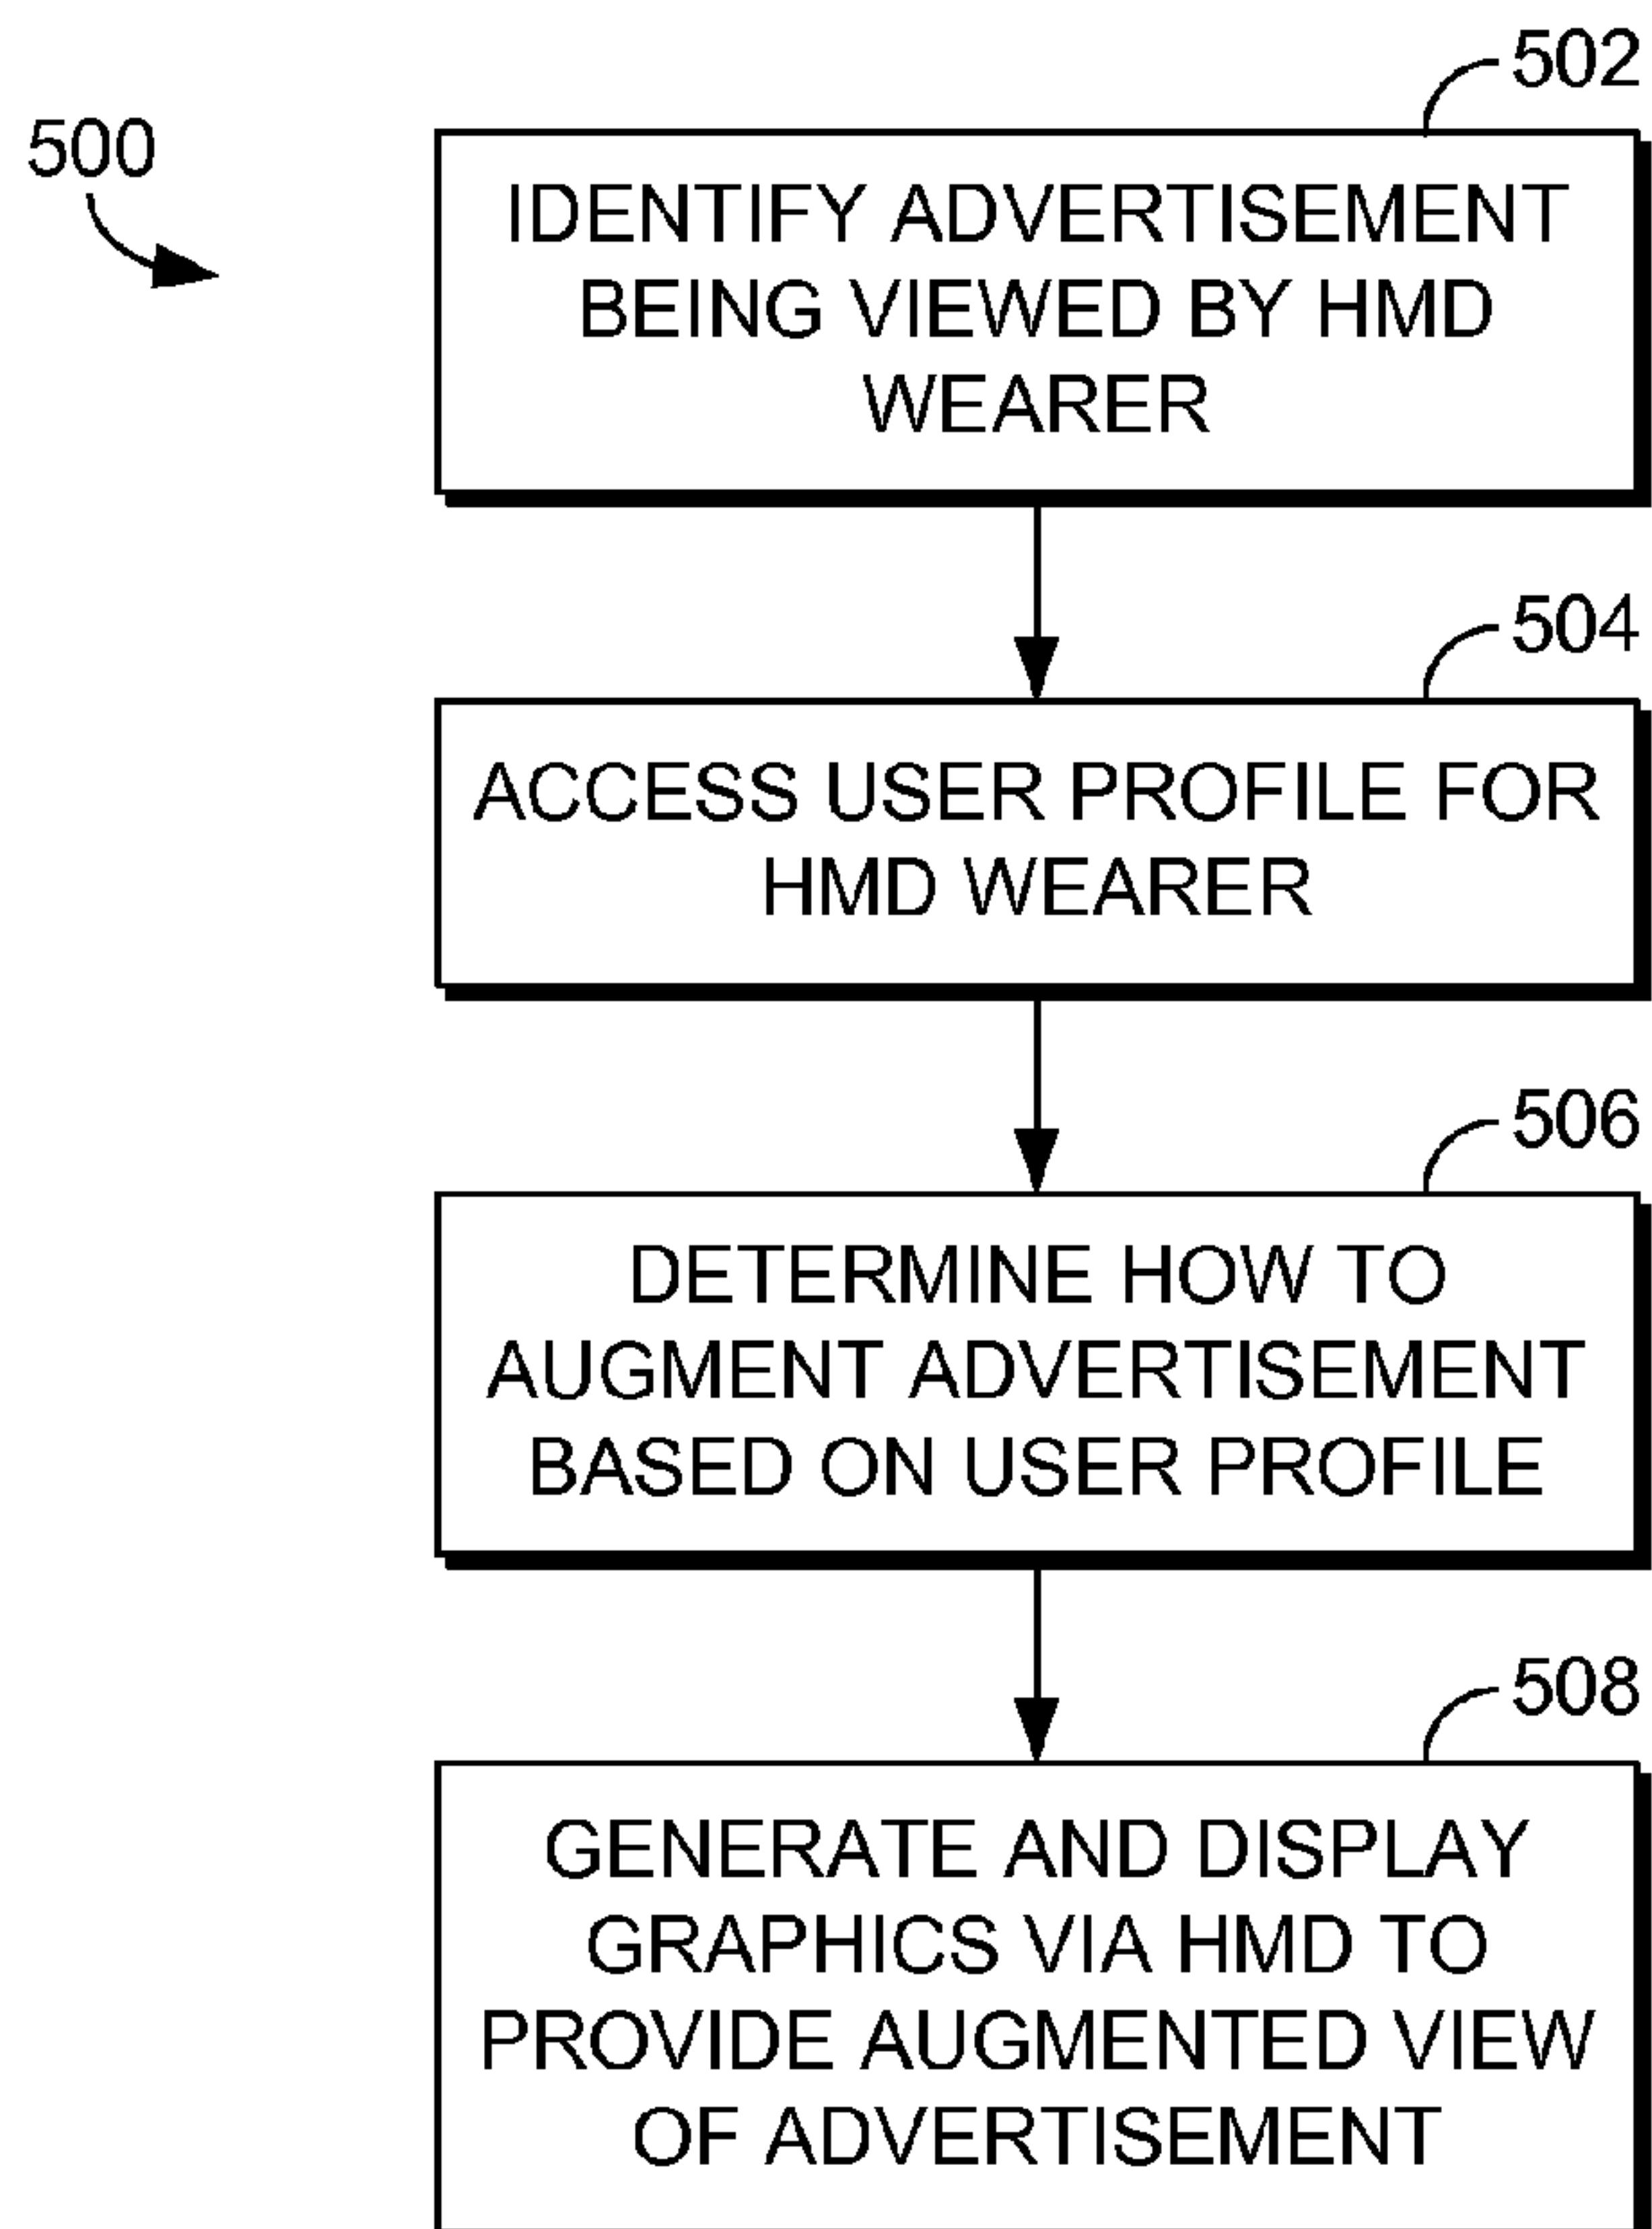 502
500
IDENTIFY ADVERTISEMENT
BEING VIEWED BY HMD
WEARER
504
ACCESS USER PROFILE FOR
HMD WEARER
506
DETERMINE HOW TO
AUGMENT ADVERTISEMENT
BASED ON USER PROFILE
508
GENERATE AND DISPLAY
GRAPHICS VIA HMD TO
PROVIDE AUGMENTED VIEW
OF ADVERTISEMENT